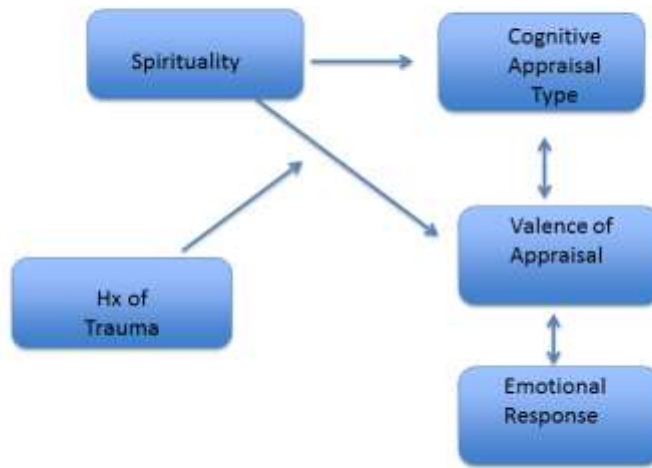 Spirituality
Cognitive
Appraisal
Type
Valence of
Appraisal
Hx of
Trauma
Emotional
Response